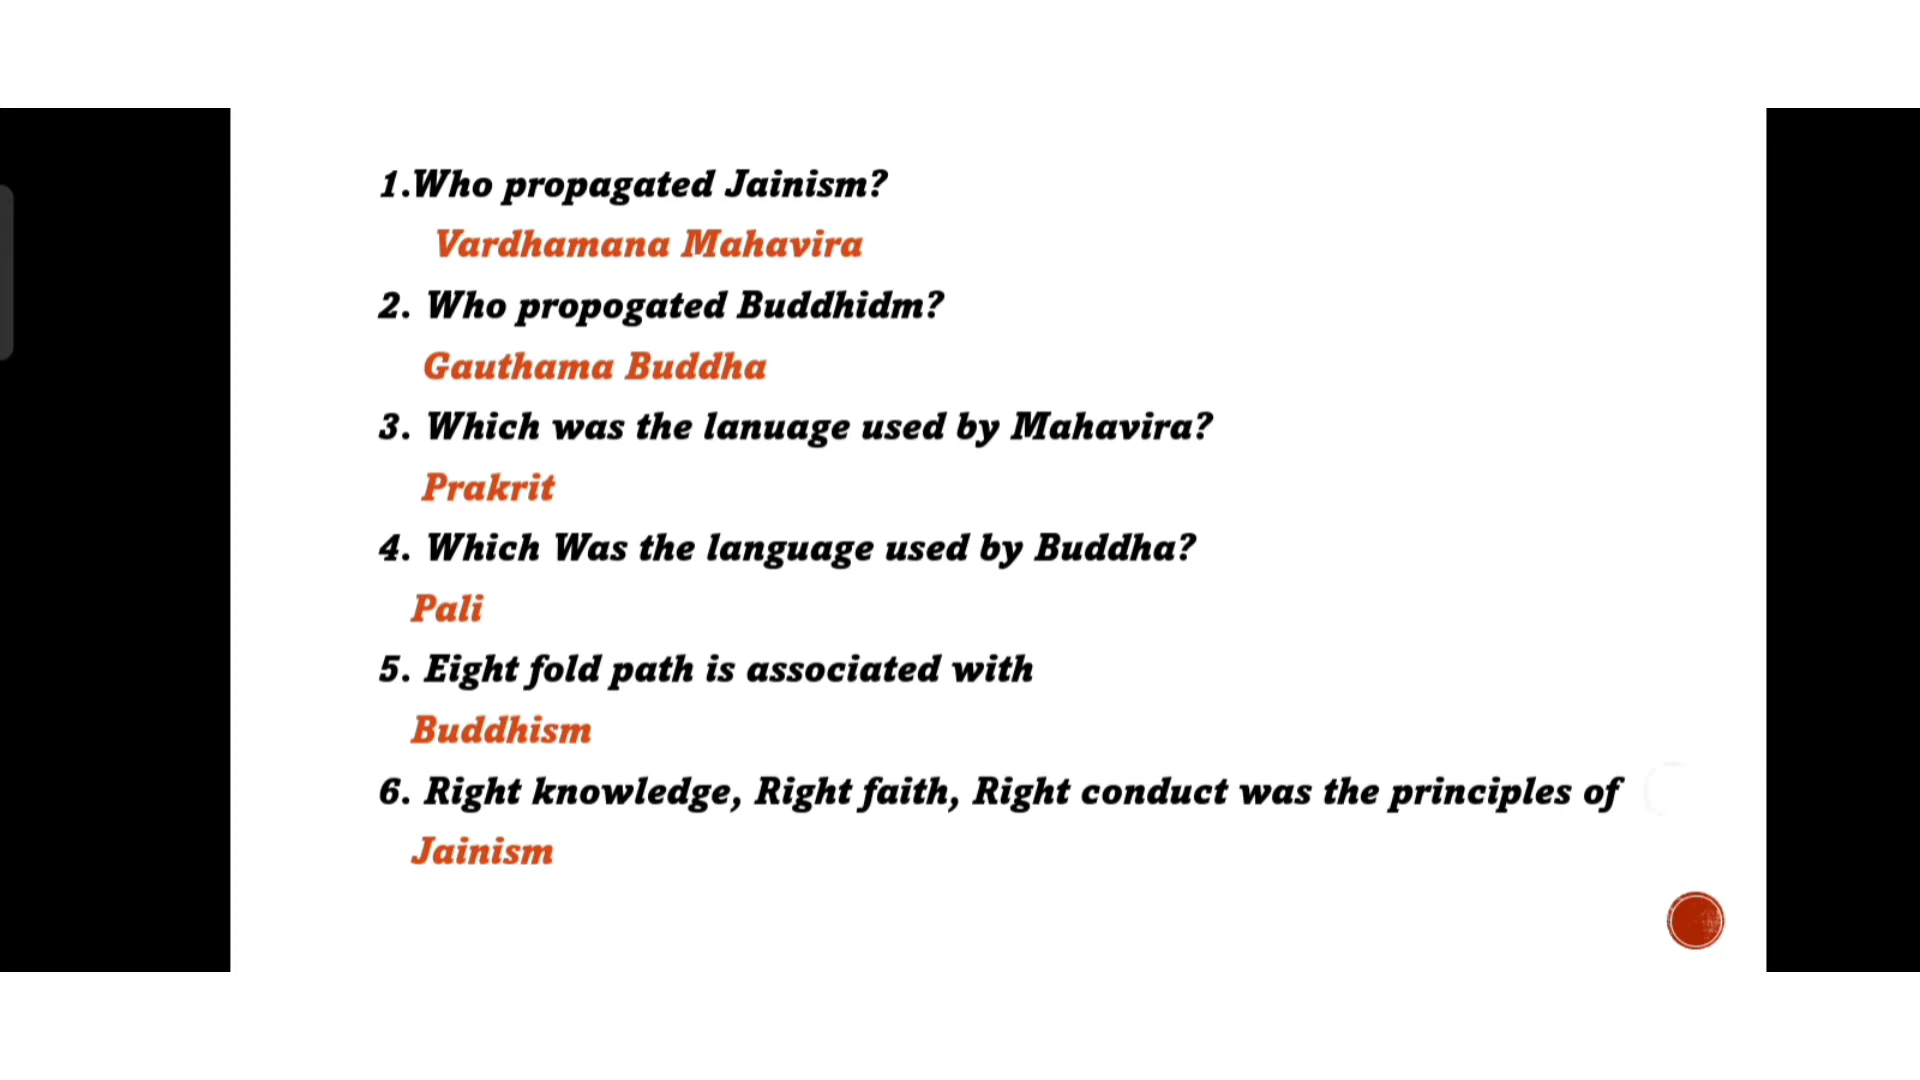 1.Who propagated Jainism?
Vardhamana Mahavira
2. Who propogated Buddhidm?
Gauthama Buddha
3. Which was the lanuage used by Mahavira?
Prakrit
4. Which Was the language used by Buddha?
Pali
5. Eight fold path is associated with
Buddhism
6. Right knowledge, Right faith, Right conduct was the principles of
Jainism